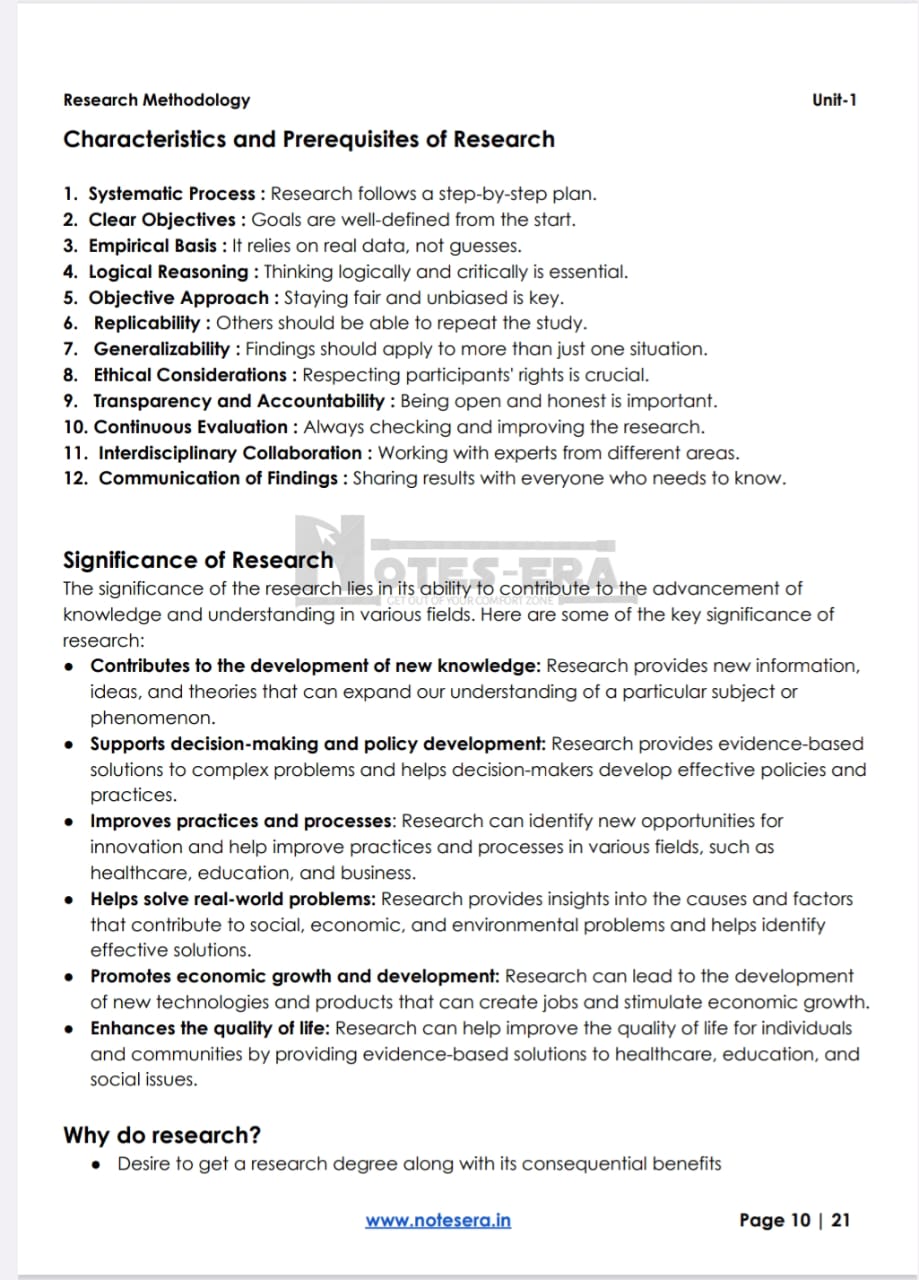 Research Methodology Unit-1
Characteristics and Prerequisites of Research
1. Systematic Process : Research follows a step-by-step plan.
2. Clear Objectives : Goals are well-defined from the start.
3. Empirical Basis : It relies on real data, not guesses.
4. Logical Reasoning : Thinking logically and critically is essential.
5. Objective Approach : Staying fair and unbiased is key.
6. Replicability : Others should be able to repeat the study.
7. Generalizability : Findings should apply to more than just one situation.
8. Ethical Considerations : Respecting participants' rights is crucial.
9. Transparency and Accountability : Being open and honest is important.
10. Continuous Evaluation : Always checking and improving the research.
11. Interdisciplinary Collaboration : Working with experts from different areas.
12. Communication of Findings : Sharing results with everyone who needs to know.
NOTES-ERA
GET OUT OF YOUR COMFORT ZONE
Significance of Research
The significance of the research lies in its ability to contribute to the advancement of
knowledge and understanding in various fields. Here are some of the key significance of
research:
● Contributes to the development of new knowledge: Research provides new information,
ideas, and theories that can expand our understanding of a particular subject or
phenomenon.
● Supports decision-making and policy development: Research provides evidence-based
solutions to complex problems and helps decision-makers develop effective policies and
practices.
● Improves practices and processes: Research can identify new opportunities for
innovation and help improve practices and processes in various fields, such as
healthcare, education, and business.
● Helps solve real-world problems: Research provides insights into the causes and factors
that contribute to social, economic, and environmental problems and helps identify
effective solutions.
● Promotes economic growth and development: Research can lead to the development
of new technologies and products that can create jobs and stimulate economic growth.
● Enhances the quality of life: Research can help improve the quality of life for individuals
and communities by providing evidence-based solutions to healthcare, education, and
social issues.
Why do research?
● Desire to get a research degree along with its consequential benefits
www.notesera.in Page 10 | 21